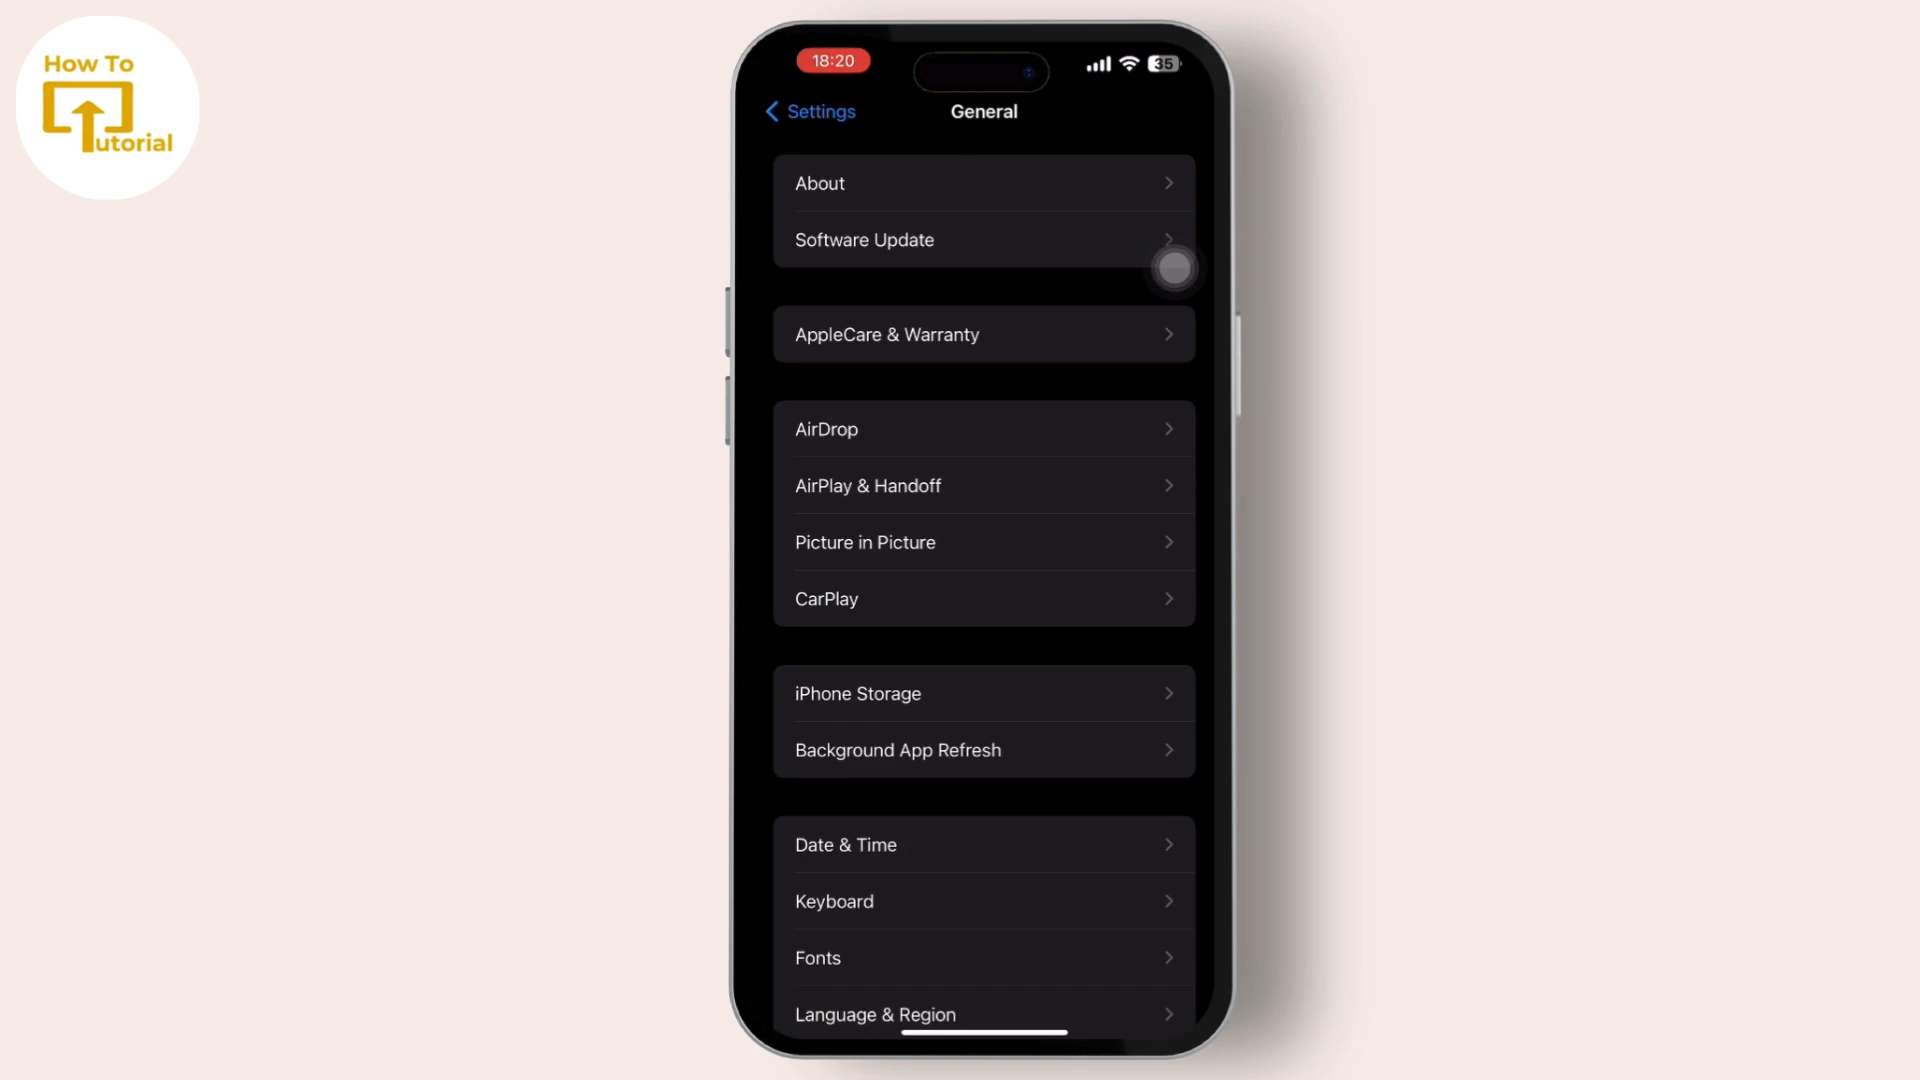 How To
utorial
18:20
35
Settings
General
About
Software Update
AppleCare & Warranty
AirDrop
AirPlay & Handoff
Picture in Picture
CarPlay
iPhone Storage
Background App Refresh
Date & Time
Keyboard
Fonts
Language & Region